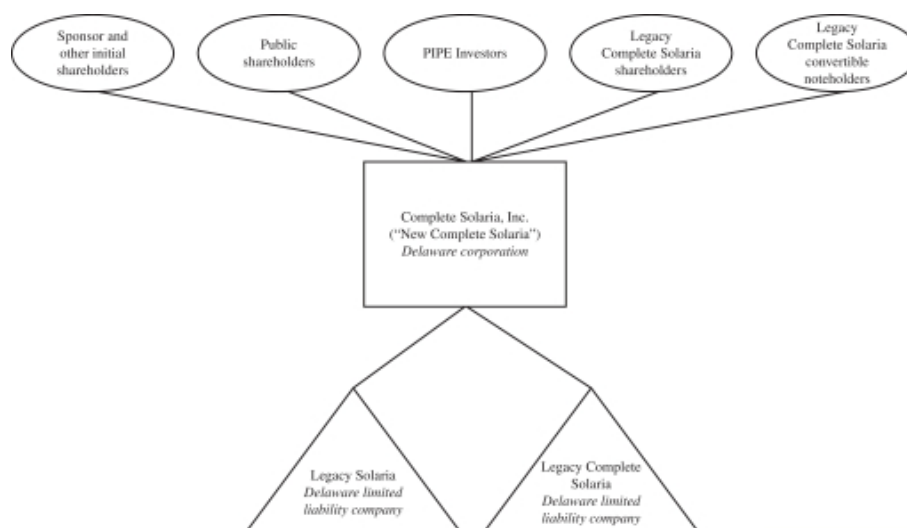 Sponsor and
other initial
shareholders
Public
shareholders
PIPE Investors
Legacy
Complete Solaria
shareholders
Legacy
Complete Solaria
convertible
noteholders
Complete Solaria, Inc.
(“New Complete Solaria”)
Delaware corporation
Legacy Solaria
Delaware limited
liability company
Legacy Complete
Solaria
Delaware limited
liability company